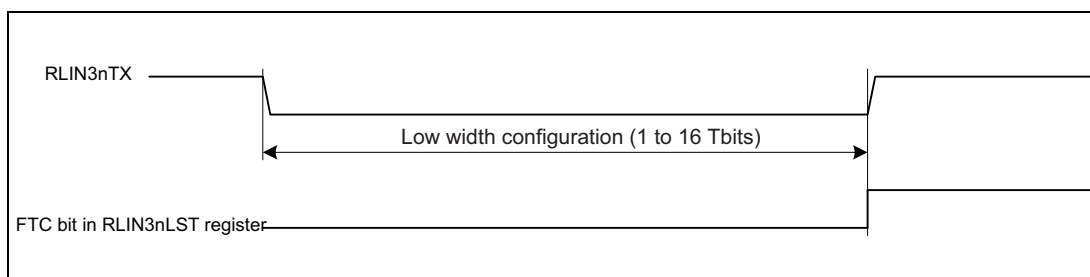 RLIN3nTX
Low width configuration (1 to 16 Tbits)
FTC bit in RLIN3nLST register